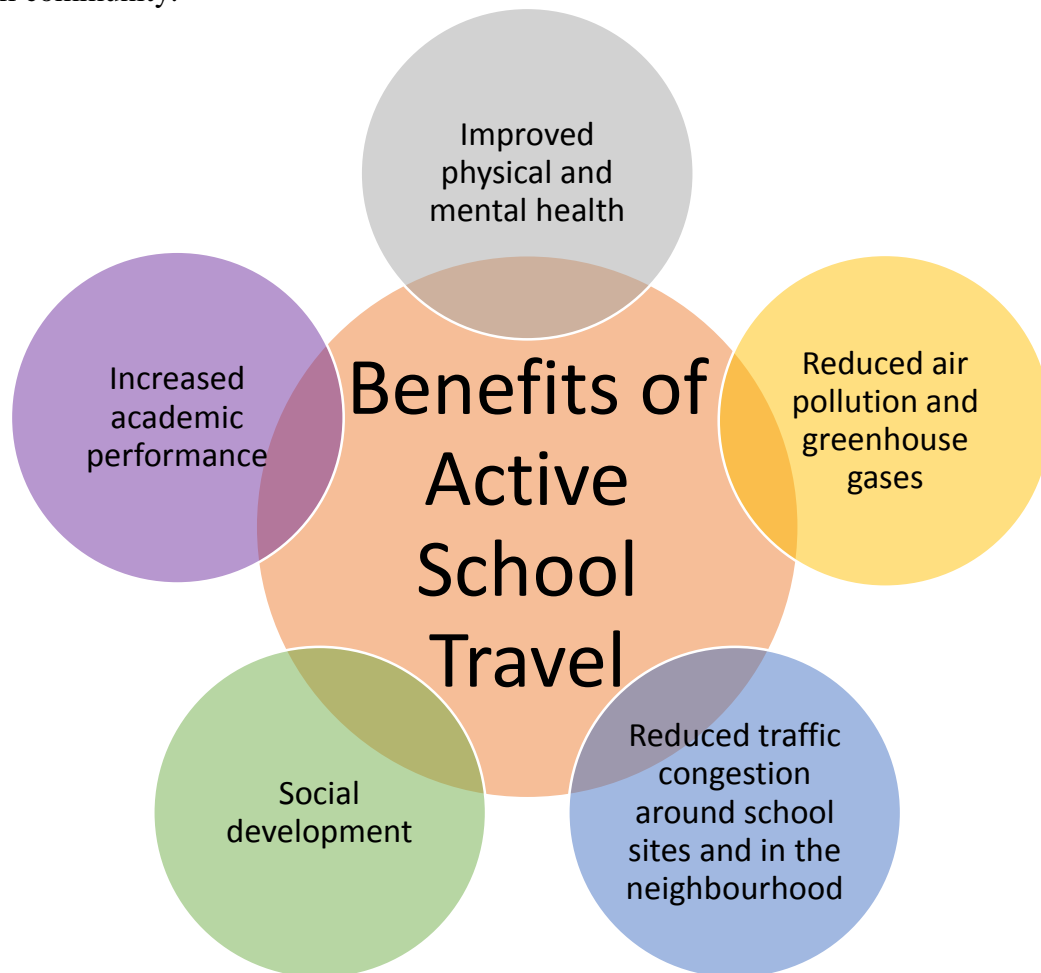 community.
Improved
physical and
mental health
Reduced air
pollution and
greenhouse
gases
Reduced traffic
congestion
around school
sites and in the
neighbourhood
Social
development
Increased
academic
performance
Benefits of
Active
School
Travel